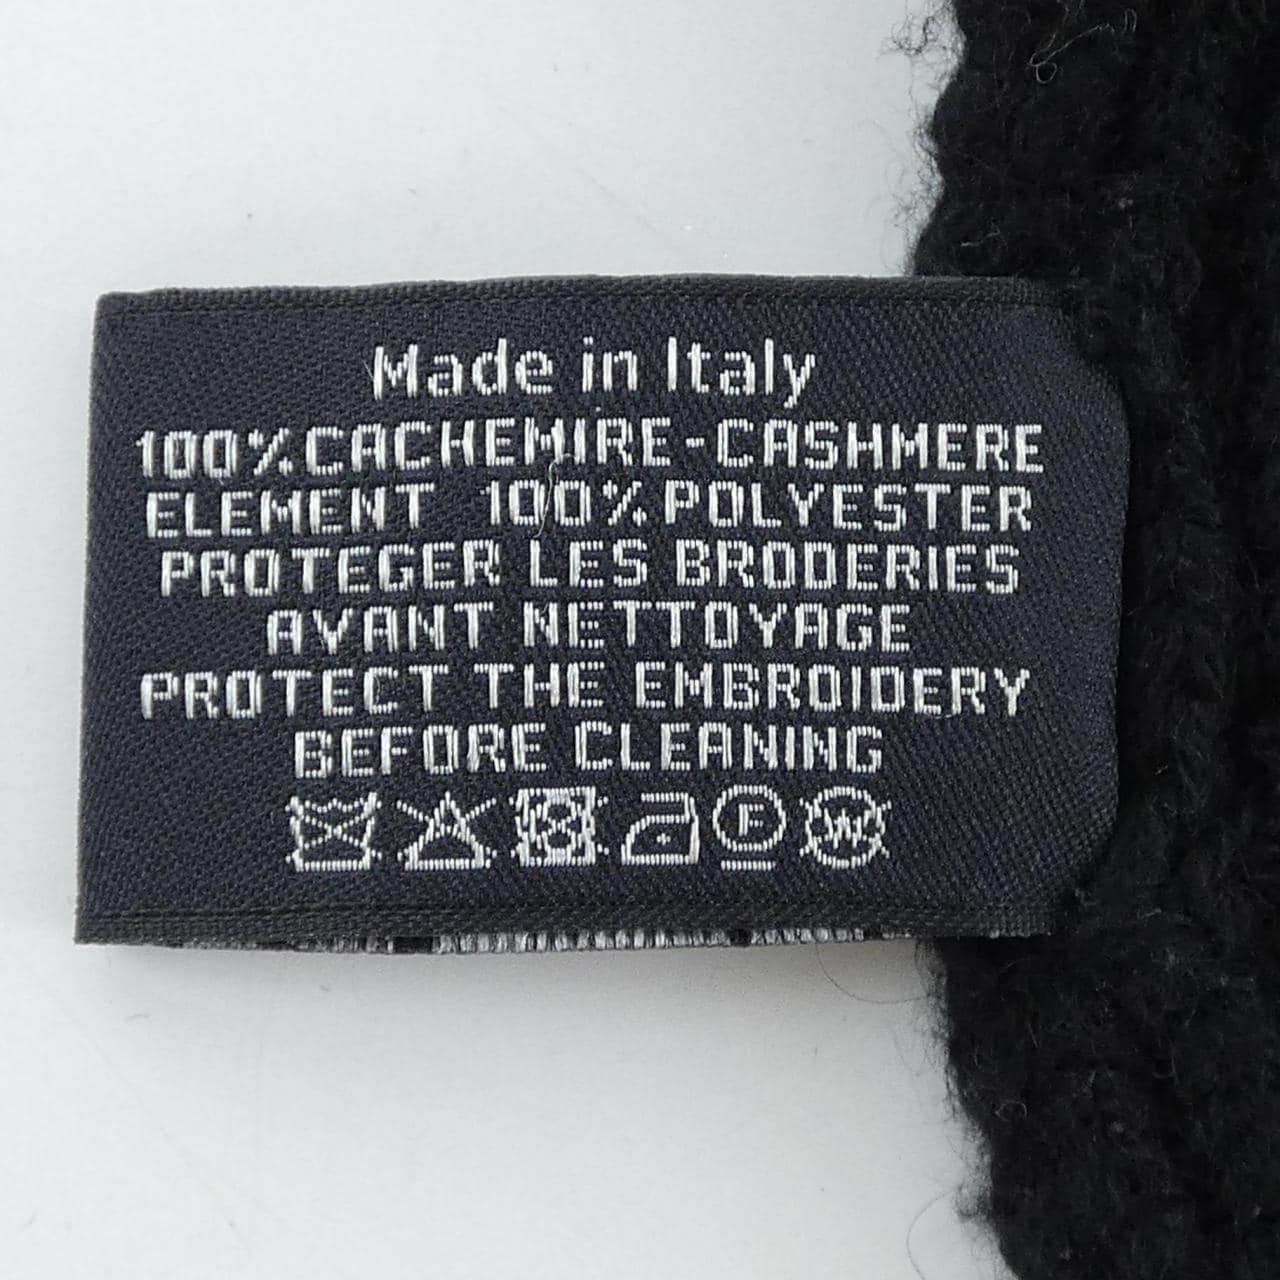 Made in Italy
100%CACHEMIRE-CASHMERE
ELEMENT 100%POLYESTER
PROTEGER LES BRODERIES
AVANT NETTOYAGE
PROTECT THE EMBROIDERY
BEFORE CLEANING
F W